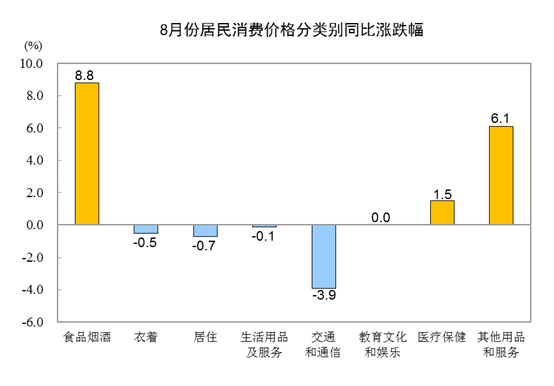 8月份居民消费价格分类别同比涨跌幅
(%)
10.0
8.0
6.0
4.0
2.0
0.0
-2.0
-4.0
-6.0
8.8
-0.5
-0.7
-0.1
-3.9
0.0
1.5
6.1
食品烟酒
衣着
居住
生活用品
及服务
交通
和通信
教育文化
和娱乐
医疗保健
其他用品
和服务